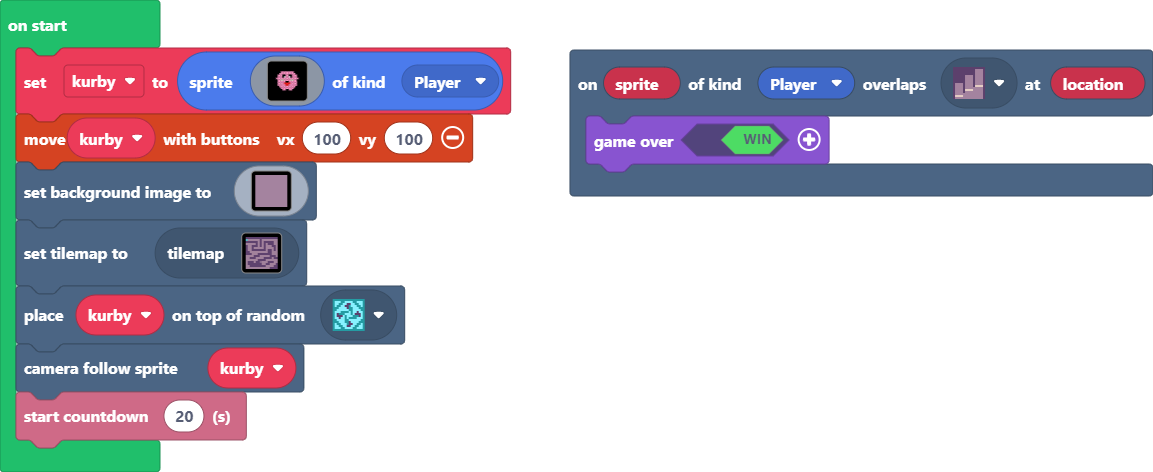 on start
set kurby to sprite of kind Player
move kurby with buttons vx 100 vy 100
set background image to
set tilemap to tilemap
place kurby on top of random
camera follow sprite kurby
start countdown 20 (s)
on sprite of kind Player overlaps at location
game over WIN